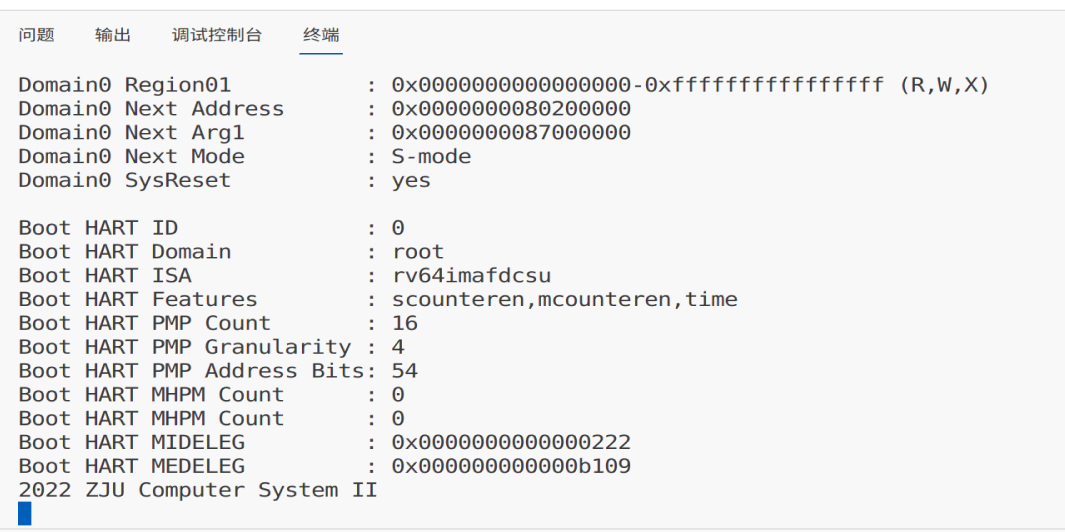 问题 输出 调试控制台 终端
Domain0 Region01 : 0x0000000000000000-0xffffffffffffffff (R,W,X)
Domain0 Next Address : 0x0000000080200000
Domain0 Next Arg1 : 0x0000000087000000
Domain0 Next Mode : S-mode
Domain0 SysReset : yes
Boot HART ID : 0
Boot HART Domain : root
Boot HART ISA : rv64imafdcsu
Boot HART Features : scounteren,mcounteren,time
Boot HART PMP Count : 16
Boot HART PMP Granularity : 4
Boot HART PMP Address Bits: 54
Boot HART MHPM Count : 0
Boot HART MHPM Count : 0
Boot HART MIDELEG : 0x0000000000000222
Boot HART MEDELEG : 0x000000000000b109
2022 ZJU Computer System II